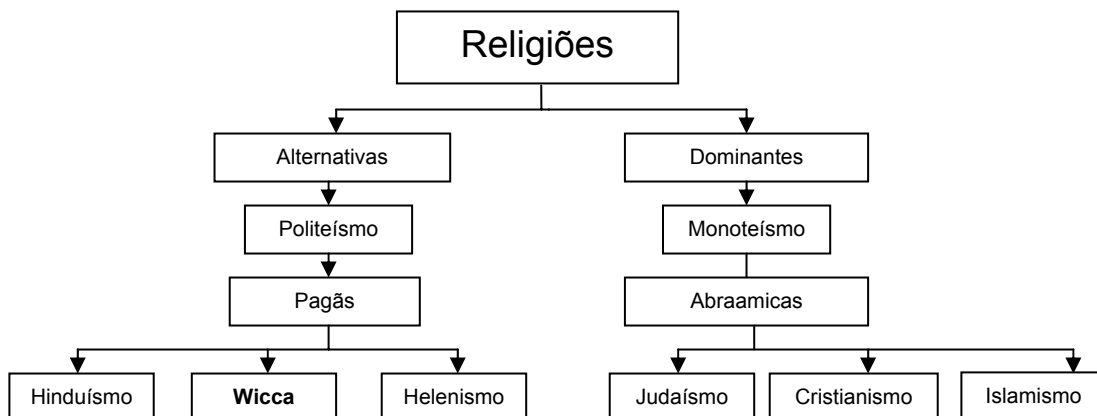 Religiões
Alternativas
Dominantes
Politeísmo
Monoteísmo
Pagãs
Abraamicas
Hinduísmo
Wicca
Helenismo
Judaísmo
Cristianismo
Islamismo